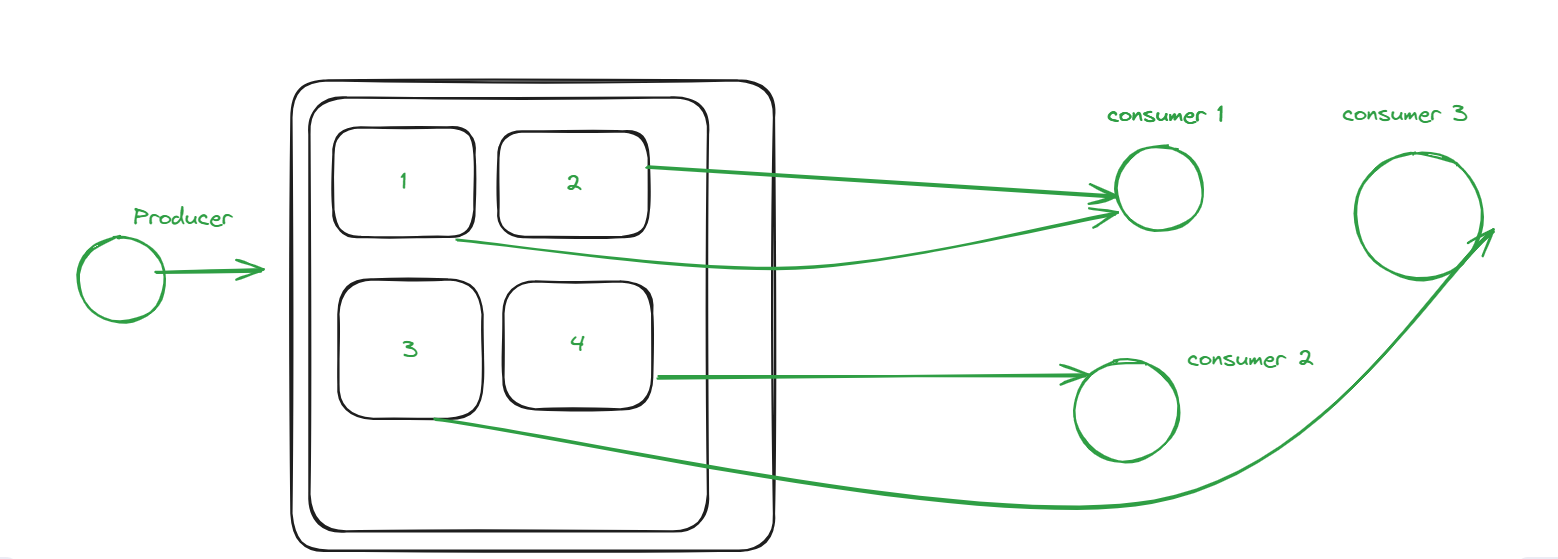 consumer 1
consumer 3
1
2
Producer
3
4
consumer 2